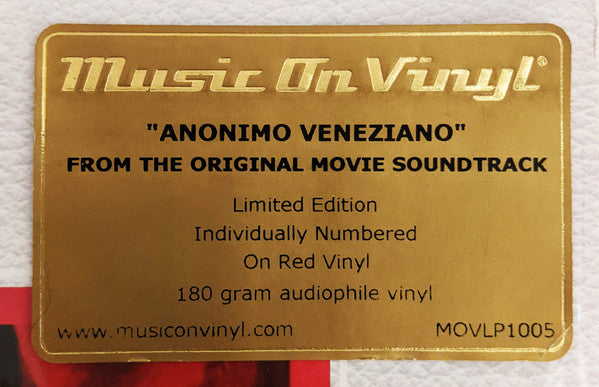 Music On Vinyl®
"ANONIMO VENEZIANO"
FROM THE ORIGINAL MOVIE SOUNDTRACK
Limited Edition
Individually Numbered
On Red Vinyl
180 gram audiophile vinyl
www.musiconvinyl.com MOVLP1005